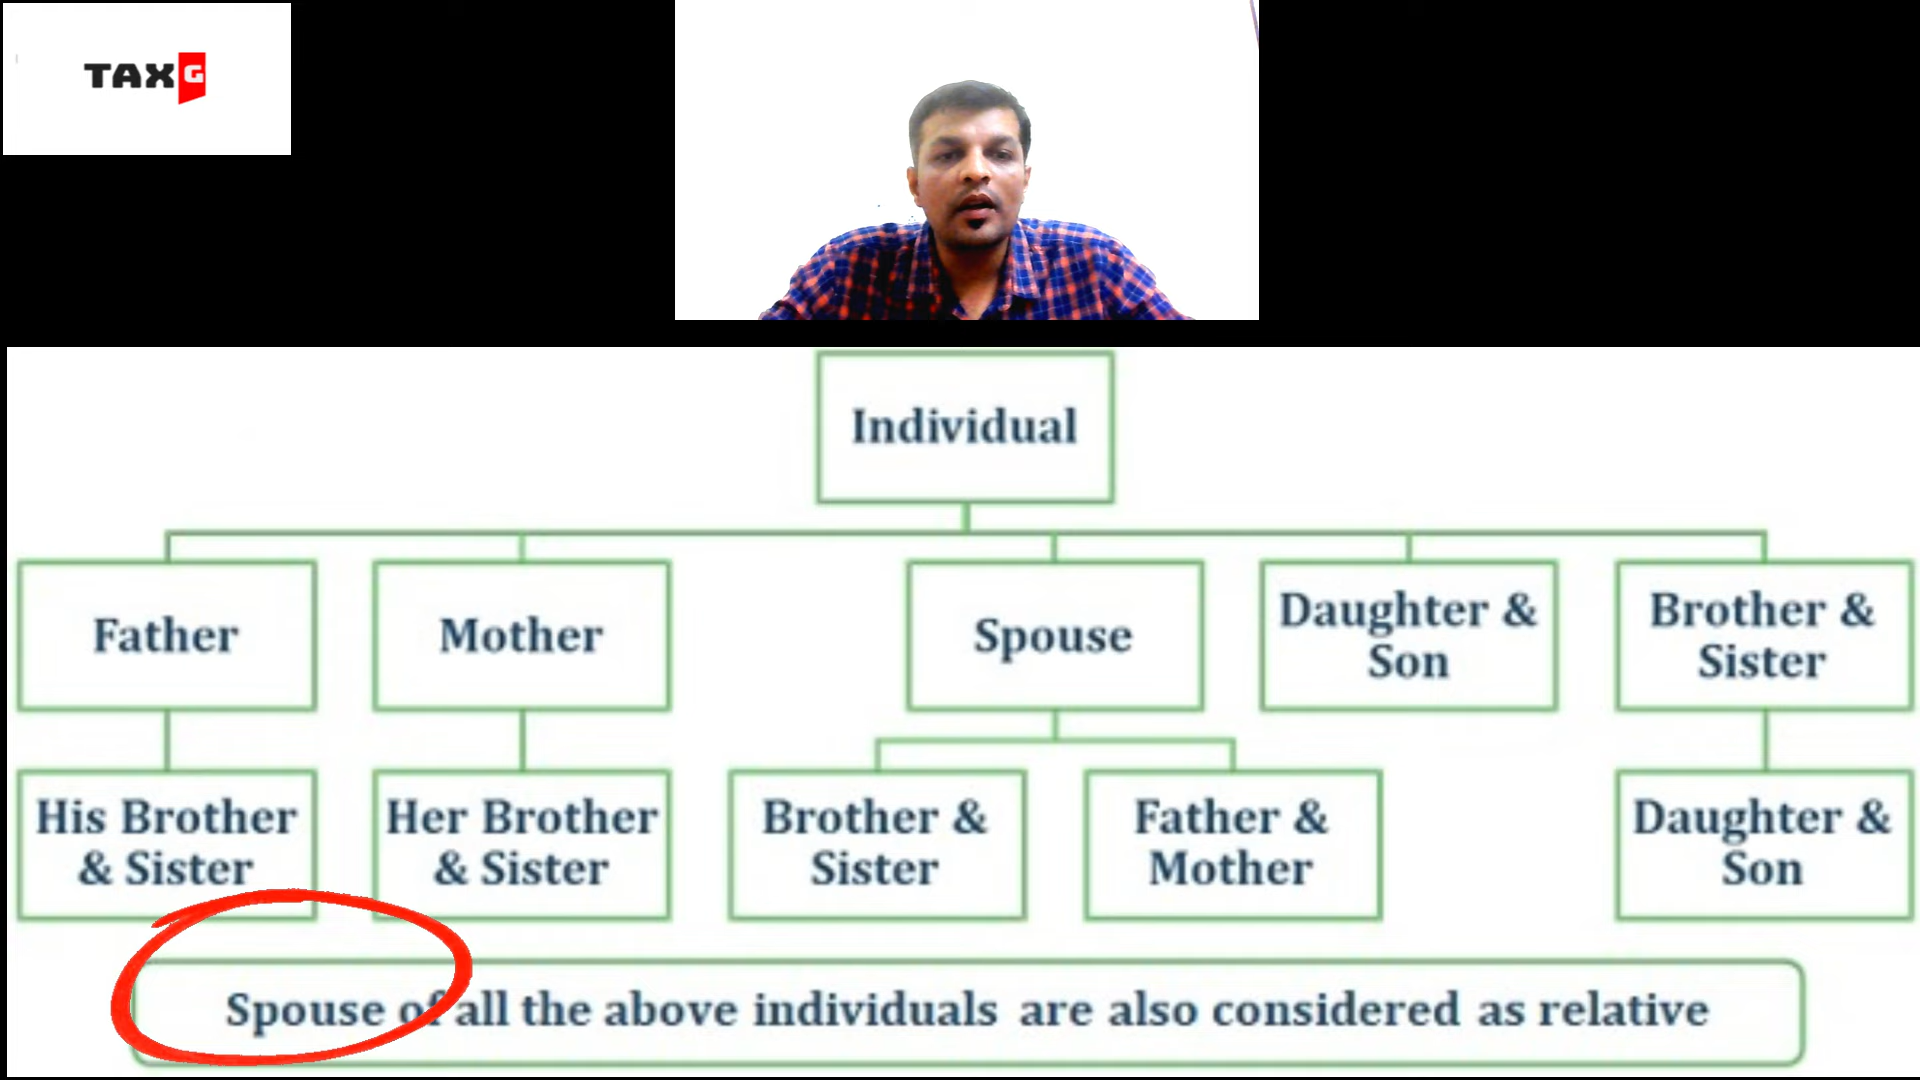 TAXG
Individual
Father
Mother
Spouse
Daughter &
Son
Brother &
Sister
His Brother
& Sister
Her Brother
& Sister
Brother &
Sister
Father &
Mother
Daughter &
Son
Spouse of all the above individuals are also considered as relative